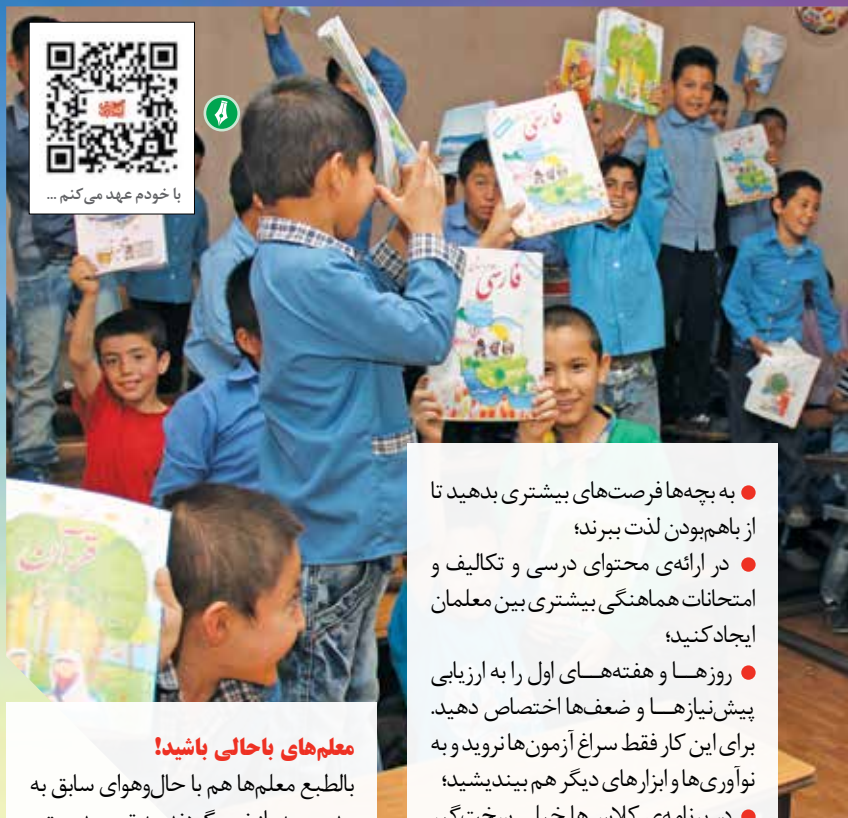 با خودم عهد می‌کنم ...
فارسی
فارسی
قرآن
● به بچه‌ها فرصت‌های بیشتری بدهید تا
از باهم‌بودن لذت ببرند؛
● در ارائه‌ی محتوای درسی و تکالیف و
امتحانات هماهنگی بیشتری بین معلمان
ایجاد کنید؛
● روزهــا و هفته‌هــای اول را به ارزیابی
پیش‌نیازهــا و ضعف‌ها اختصاص دهید.
برای این کار فقط سراغ آزمون‌ها نروید و به
نوآوری‌ها و ابزارهای دیگر هم بیندیشید؛
معلم‌های باحالی باشید!
بالطبع معلم‌ها هم با حال‌وهوای سابق به